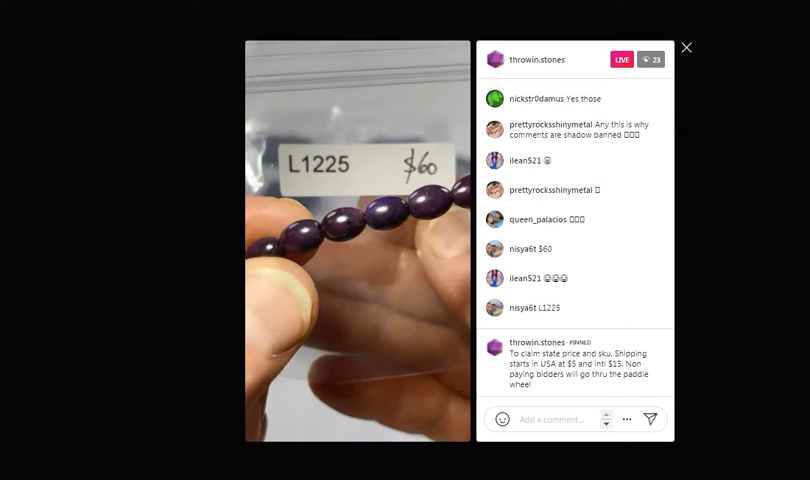 L1225 $60
throwin.stones LIVE 23
nickstr0damus Yes those
prettyrocksshinymetal Any this is why
comments are shadow banned
ilean521
prettyrocksshinymetal
queen_palacios
nisya6t $60
ilean521
nisya6t L1225
throwin.stones · PINNED
To claim state price and sku. Shipping
starts in USA at $5 and intl $15. Non
paying bidders will go thru the paddle
wheel
Add a comment...